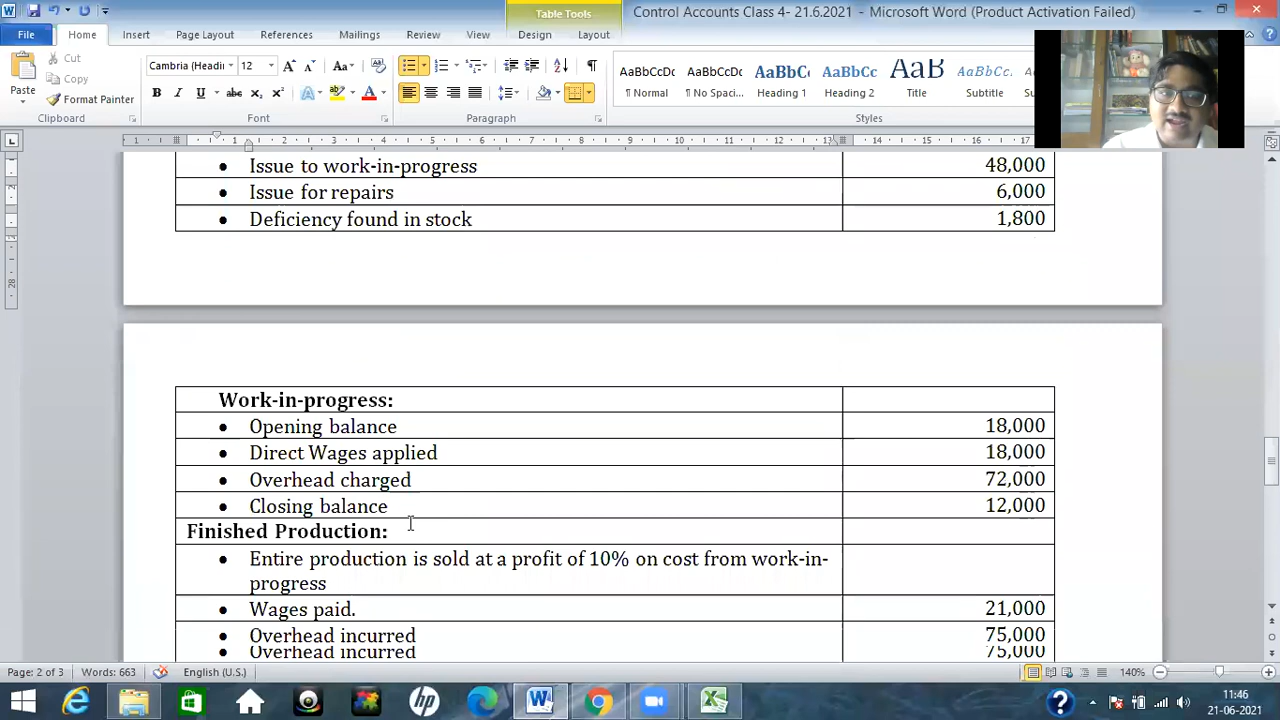 Table Tools
Control Accounts Class 4- 21.6.2021 - Microsoft Word (Product Activation Failed)
File Home Insert Page Layout References Mailings Review View Design Layout
Paste
Cut
Copy
Format Painter
Clipboard
Cambria (Headi 12
Font
Paragraph
AaBbCcDc AaBbCcDc AaBbC AaBbCc AaB AaBbCcDc
¶ Normal ¶ No Spaci... Heading 1 Heading 2 Title Subtitle
Styles
• Issue to work-in-progress 48,000
• Issue for repairs 6,000
• Deficiency found in stock 1,800
Work-in-progress:
• Opening balance 18,000
• Direct Wages applied 18,000
• Overhead charged 72,000
• Closing balance 12,000
Finished Production:
• Entire production is sold at a profit of 10% on cost from work-in-
progress
• Wages paid. 21,000
• Overhead incurred 75,000
• Overhead incurred 75,000
Page: 2 of 3 Words: 663 English (U.S.) 140%
11:46
21-06-2021